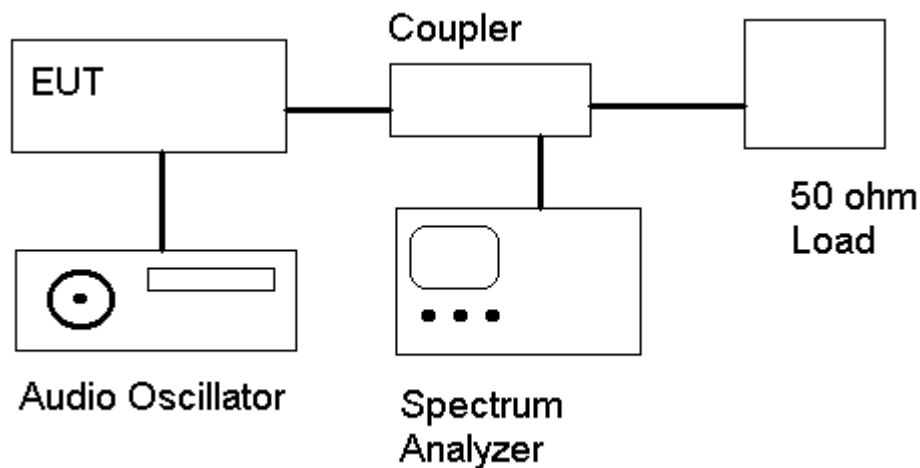 Coupler
EUT
50 ohm
Load
Audio Oscillator
Spectrum
Analyzer